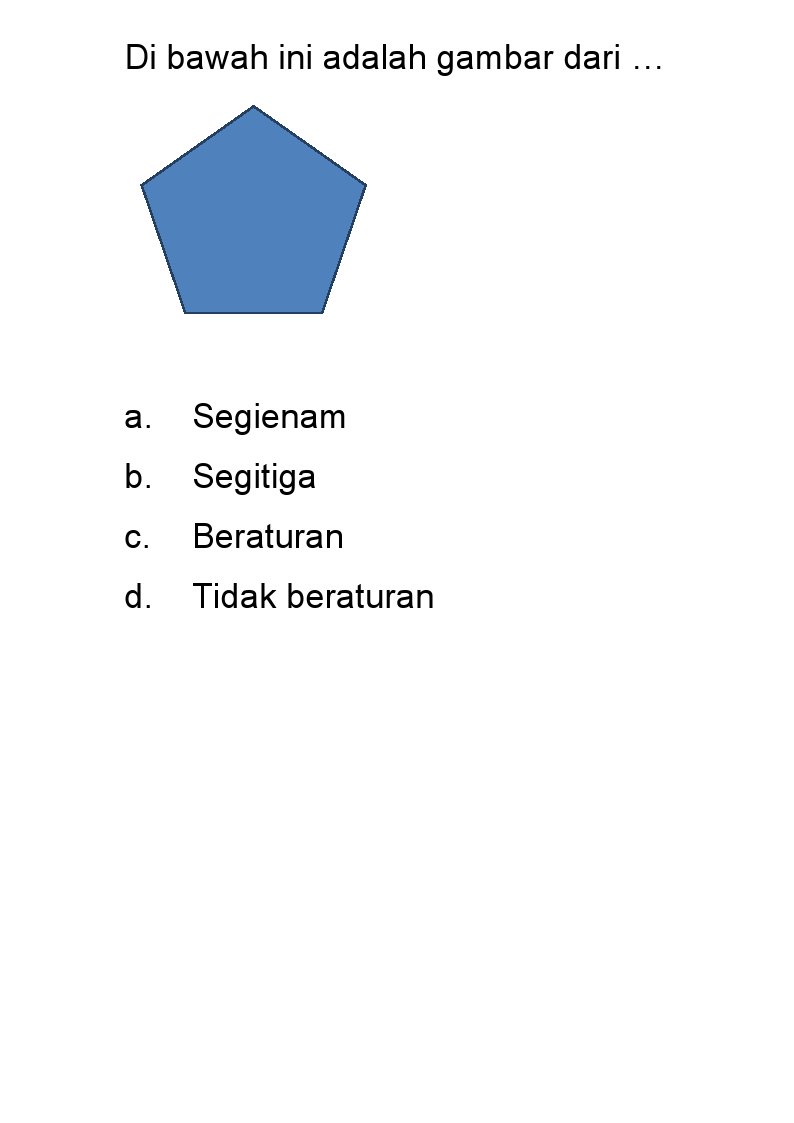 Di bawah ini adalah gambar dari …
a. Segienam
b. Segitiga
c. Beraturan
d. Tidak beraturan